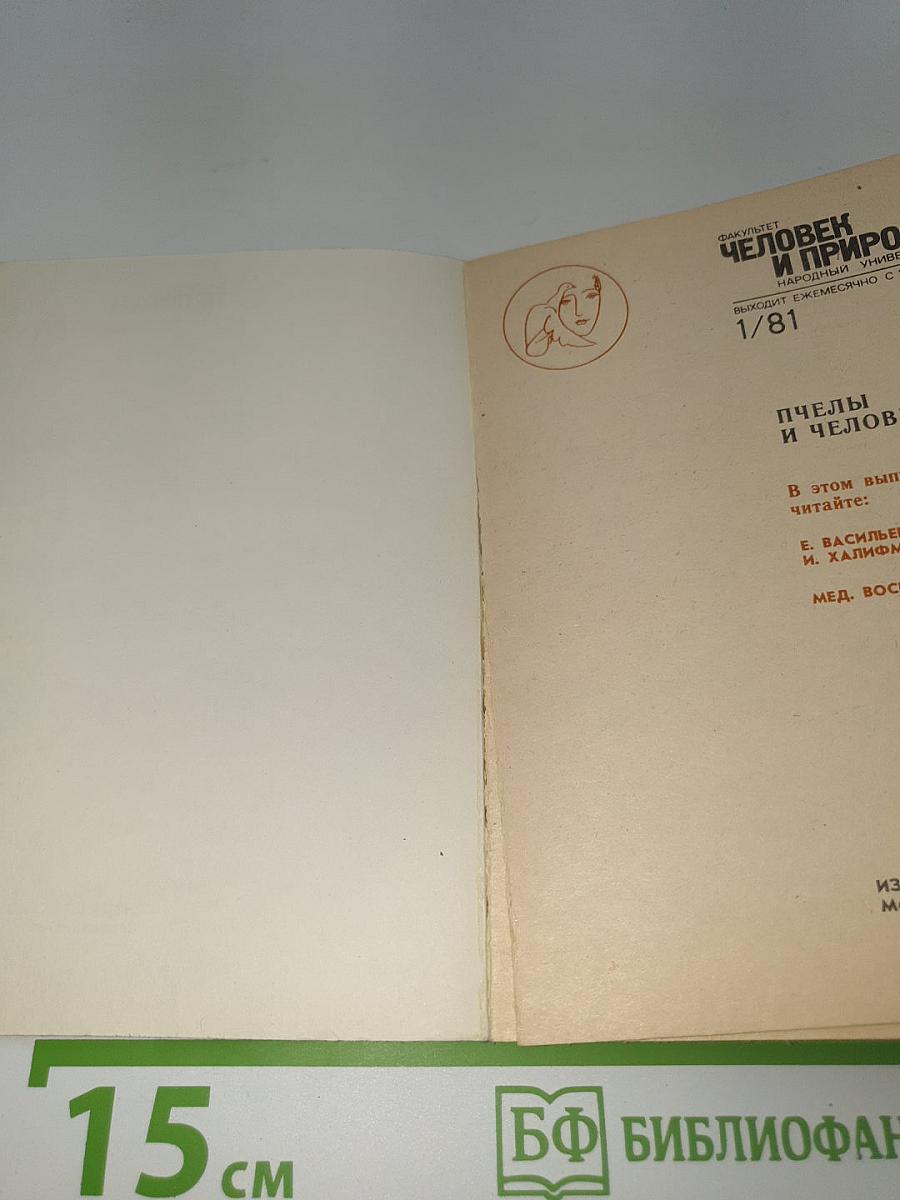 ФАКУЛЬТЕТ
ЧЕЛОВЕК
И ПРИРО
НАРОДНЫЙ УНИВЕ
ВЫХОДИТ ЕЖЕМЕСЯЧНО С
1/81
ПЧЕЛЫ
И ЧЕЛОВ
В этом вып
читайте:
Е. ВАСИЛЬЕ
И. ХАЛИФМ
МЕД. ВОС
ИЗ
МО
15 СМ
БФ БИБЛИОФАН